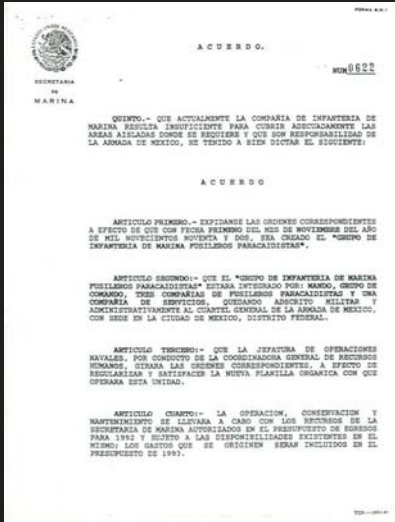 FORMA S.M.1
ACUERDO.
NUM 0622
SECRETARIA
DE
MARINA
QUINTO.- QUE ACTUALMENTE LA COMPAÑIA DE INFANTERIA DE
MARINA RESULTA INSUFICIENTE PARA CUBRIR ADECUADAMENTE LAS
AREAS AISLADAS DONDE SE REQUIERE Y QUE SON RESPONSABILIDAD DE
LA ARMADA DE MEXICO, HE TENIDO A BIEN DICTAR EL SIGUIENTE:
ACUERDO
ARTICULO PRIMERO.- EXPIDANSE LAS ORDENES CORRESPONDIENTES
A EFECTO DE QUE CON FECHA PRIMERO DEL MES DE NOVIEMBRE DEL AÑO
DE MIL NOVECIENTOS NOVENTA Y DOS, SEA CREADO EL "GRUPO DE
INFANTERIA DE MARINA FUSILEROS PARACAIDISTAS".
ARTICULO SEGUNDO:- QUE EL "GRUPO DE INFANTERIA DE MARINA
FUSILEROS PARACAIDISTAS" ESTARA INTEGRADO POR: MANDO, GRUPO DE
COMANDO, TRES COMPAÑIAS DE FUSILEROS PARACAIDISTAS Y UNA
COMPAÑIA DE SERVICIOS, QUEDANDO ADSCRITO MILITAR Y
ADMINISTRATIVAMENTE AL CUARTEL GENERAL DE LA ARMADA DE MEXICO,
CON SEDE EN LA CIUDAD DE MEXICO, DISTRITO FEDERAL.
ARTICULO TERCERO:- QUE LA JEFATURA DE OPERACIONES
NAVALES, POR CONDUCTO DE LA COORDINADORA GENERAL DE RECURSOS
HUMANOS, GIRARA LAS ORDENES CORRESPONDIENTES, A EFECTO DE
REGULARIZAR Y SATISFACER LA NUEVA PLANILLA ORGANICA CON QUE
OPERARA ESTA UNIDAD.
ARTICULO CUARTO:- LA OPERACION, CONSERVACION Y
MANTENIMIENTO SE LLEVARA A CABO CON LOS RECURSOS DE LA
SECRETARIA DE MARINA AUTORIZADOS EN EL PRESUPUESTO DE EGRESOS
PARA 1992 Y SUJETO A LAS DISPONIBILIDADES EXISTENTES EN EL
MISMO; LOS GASTOS QUE SE ORIGINEN SERAN INCLUIDOS EN EL
PRESUPUESTO DE 1993.